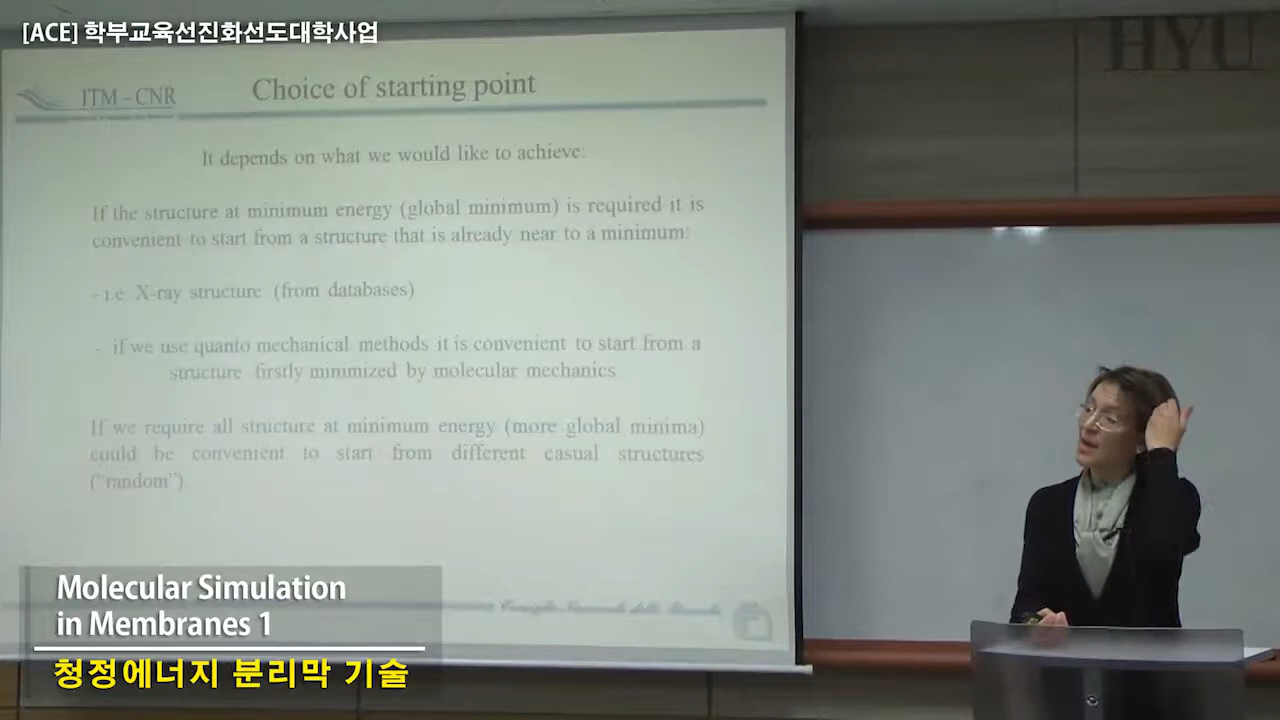 [ACE] 학부교육선진화선도대학사업
HYU
ITM - CNR
Choice of starting point
It depends on what we would like to achieve:
If the structure at minimum energy (global minimum) is required it is
convenient to start from a structure that is already near to a minimum:
- i.e. X-ray structure (from databases)
- if we use quanto mechanical methods it is convenient to start from a
structure firstly minimized by molecular mechanics
If we require all structure at minimum energy (more global minima)
could be convenient to start from different casual structures
("random").
Molecular Simulation
in Membranes 1
청정에너지 분리막 기술